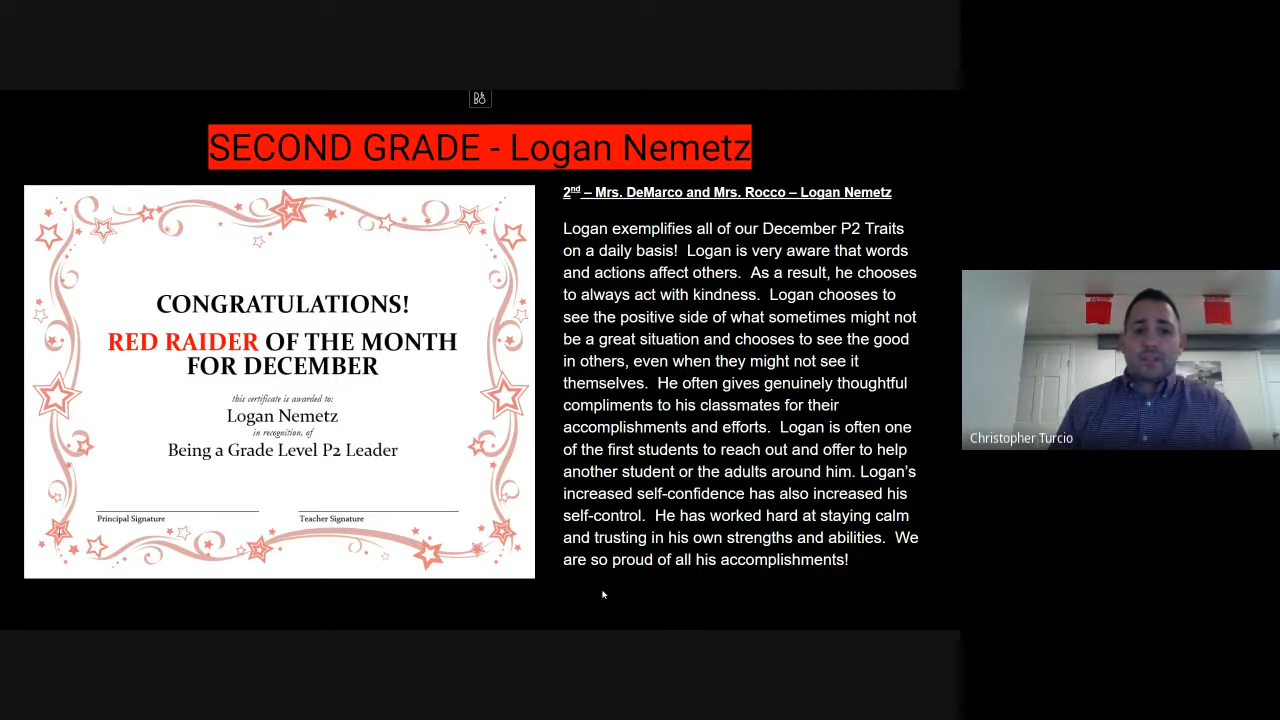 D&BO
SECOND GRADE - Logan Nemetz
CONGRATULATIONS!
RED RAIDER OF THE MONTH
FOR DECEMBER
this certificate is awarded to:
Logan Nemetz
in recognition, of
Being a Grade Level P2 Leader
Principal Signature
Teacher Signature
2nd – Mrs. DeMarco and Mrs. Rocco – Logan Nemetz
Logan exemplifies all of our December P2 Traits
on a daily basis!  Logan is very aware that words
and actions affect others.  As a result, he chooses
to always act with kindness.  Logan chooses to
see the positive side of what sometimes might not
be a great situation and chooses to see the good
in others, even when they might not see it
themselves.  He often gives genuinely thoughtful
compliments to his classmates for their
accomplishments and efforts.  Logan is often one
of the first students to reach out and offer to help
another student or the adults around him. Logan's
increased self-confidence has also increased his
self-control.  He has worked hard at staying calm
and trusting in his own strengths and abilities.  We
are so proud of all his accomplishments!
Christopher Turcio